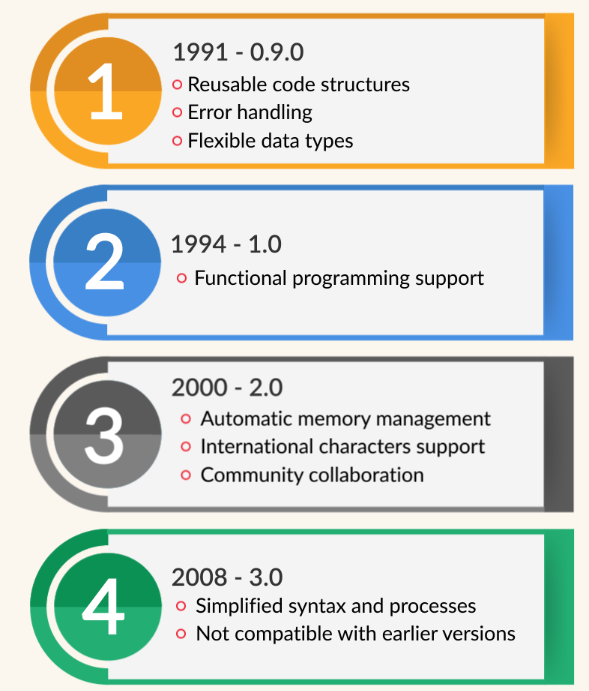 1
1991 - 0.9.0
Reusable code structures
Error handling
Flexible data types
2
1994 - 1.0
Functional programming support
3
2000 - 2.0
Automatic memory management
International characters support
Community collaboration
4
2008 - 3.0
Simplified syntax and processes
Not compatible with earlier versions